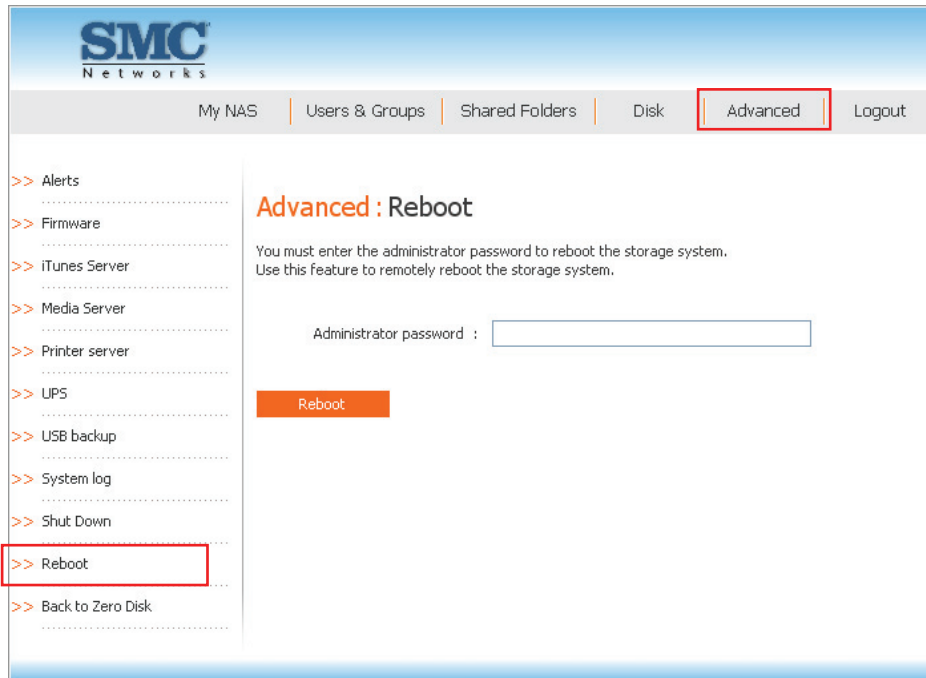 SMC
Networks
My NAS Users & Groups Shared Folders Disk Advanced Logout
>> Alerts
>> Firmware
>> iTunes Server
>> Media Server
>> Printer server
>> UPS
>> USB backup
>> System log
>> Shut Down
>> Reboot
>> Back to Zero Disk
Advanced : Reboot
You must enter the administrator password to reboot the storage system.
Use this feature to remotely reboot the storage system.
Administrator password :
Reboot